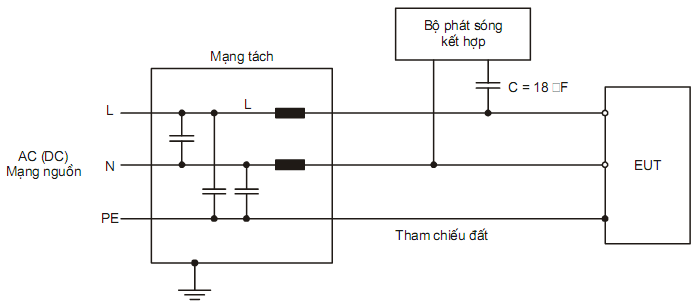 Bộ phát sóng
kết hợp
Mạng tách
C = 18 □F
L
L
AC (DC)
Mạng nguồn
N
EUT
PE
Tham chiếu đất